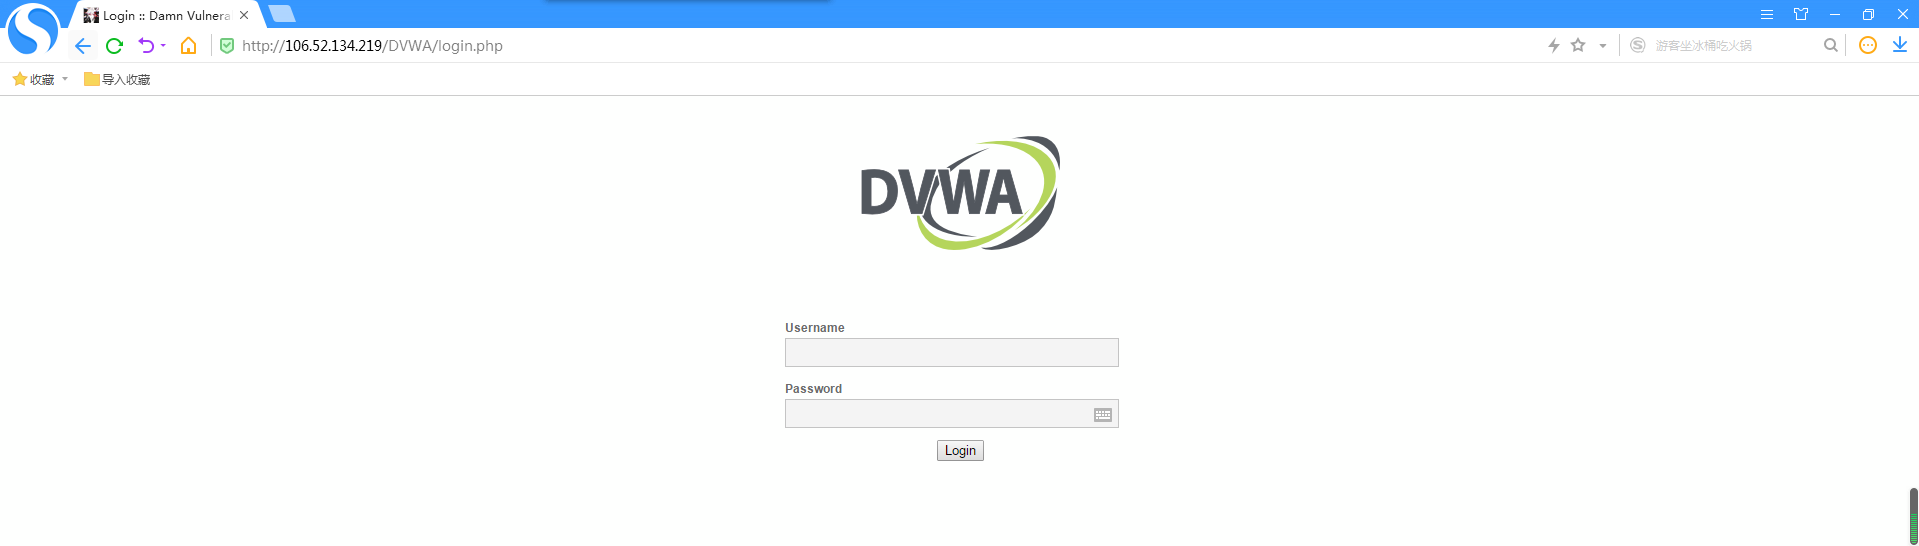 Login :: Damn Vulnera
http://106.52.134.219/DVWA/login.php
游客坐冰桶吃火锅
收藏
导入收藏
DVWA
Username
Password
Login